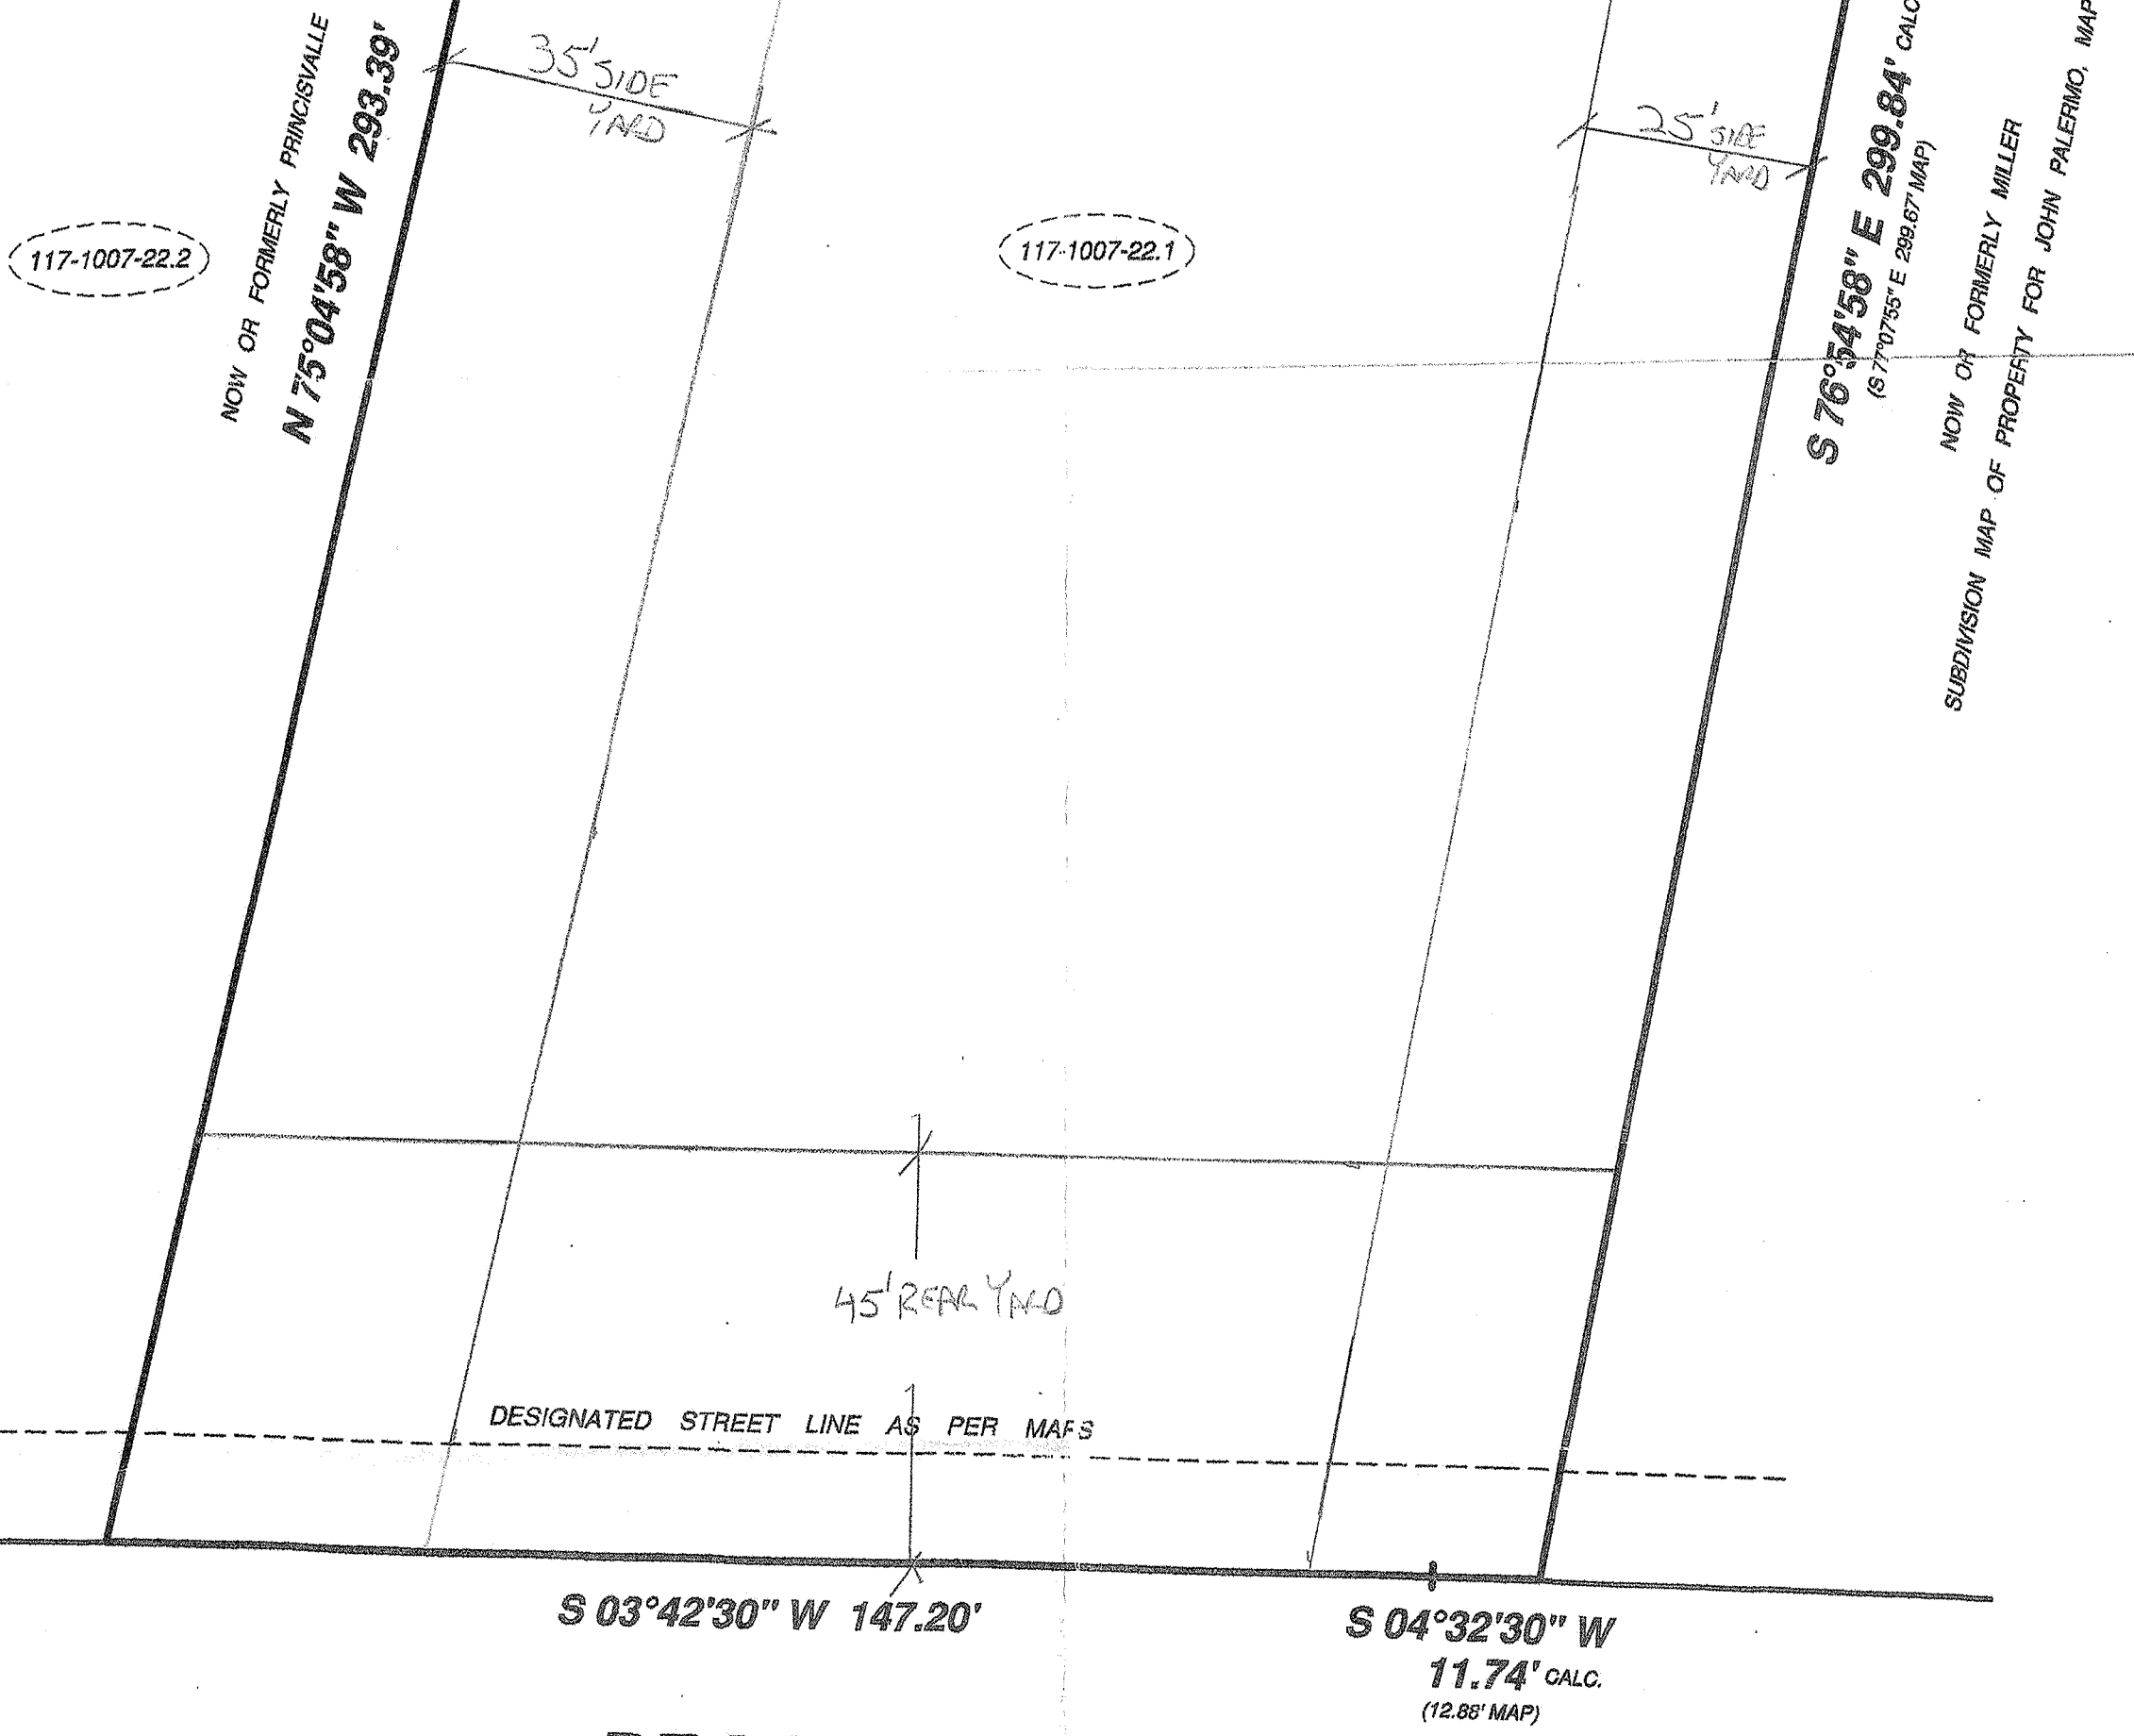 NOW OR FORMERLY PRINCISVALLE
N 75°04'58" W 293.39'
35' SIDE
YARD
25' SIDE
YARD
S 76°54'58" E 299.84' CALC
(S 77°07'55" E 299.67' MAP)
NOW OR FORMERLY MILLER
SUBDIVISION MAP OF PROPERTY FOR JOHN PALERMO, MAP
117-1007-22.2
117-1007-22.1
45' REAR YARD
DESIGNATED STREET LINE AS PER MAPS
S 03°42'30" W 147.20'
S 04°32'30" W
11.74' CALC.
(12.86' MAP)